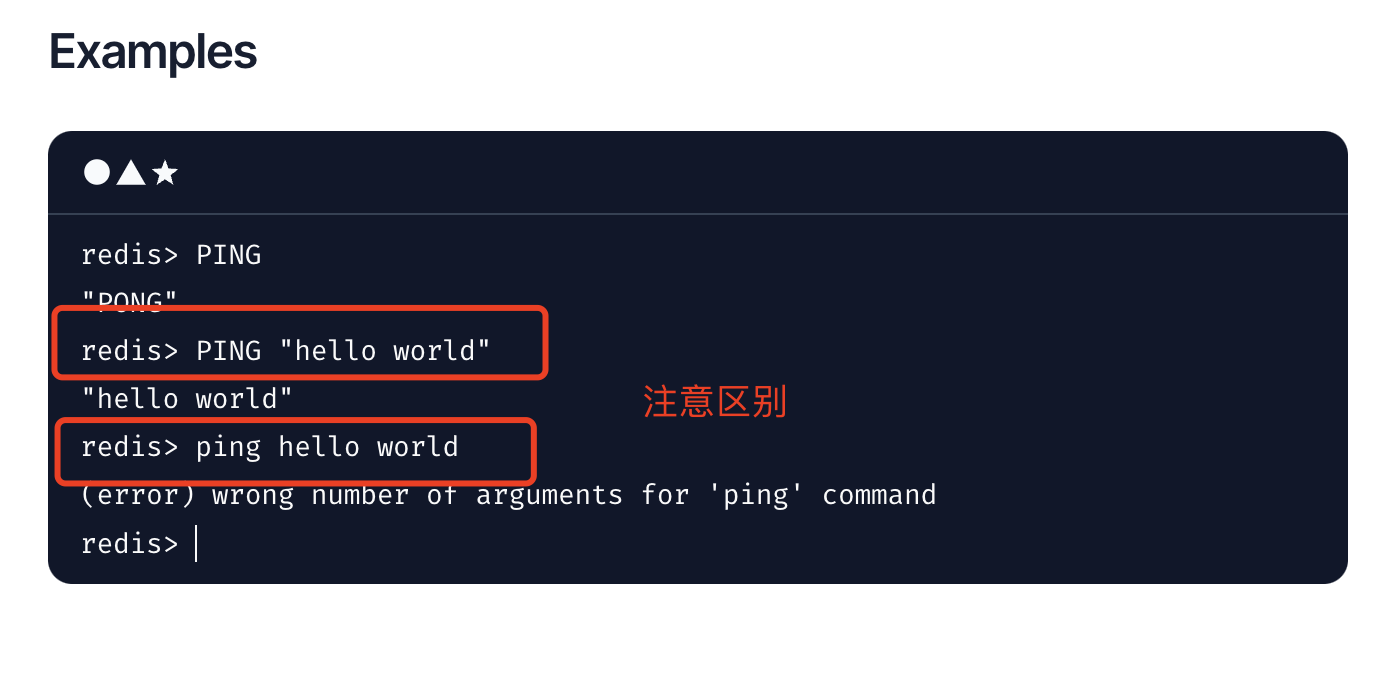 Examples
redis> PING
"PONG"
redis> PING "hello world"
"hello world"
注意区别
redis> ping hello world
(error) wrong number of arguments for 'ping' command
redis>